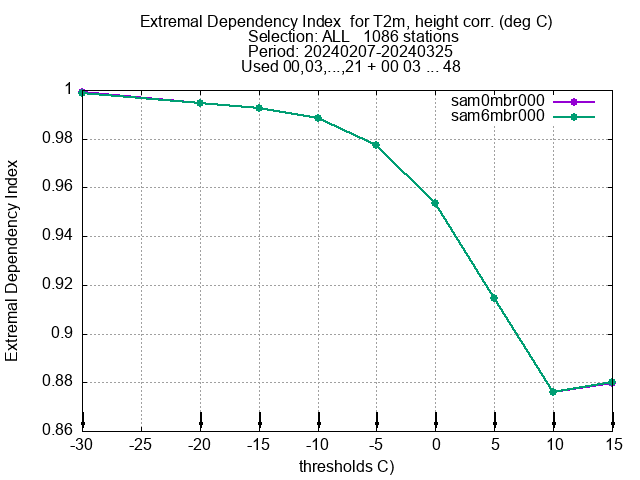 Extremal Dependency Index  for T2m, height corr. (deg C)
Selection: ALL   1086 stations
Period: 20240207-20240325
Used 00,03,...,21 + 00 03 ... 48
sam0mbr000
sam6mbr000
1
0.98
0.96
0.94
0.92
0.9
0.88
0.86
Extremal Dependency Index
-30 -25 -20 -15 -10 -5 0 5 10 15
thresholds C)